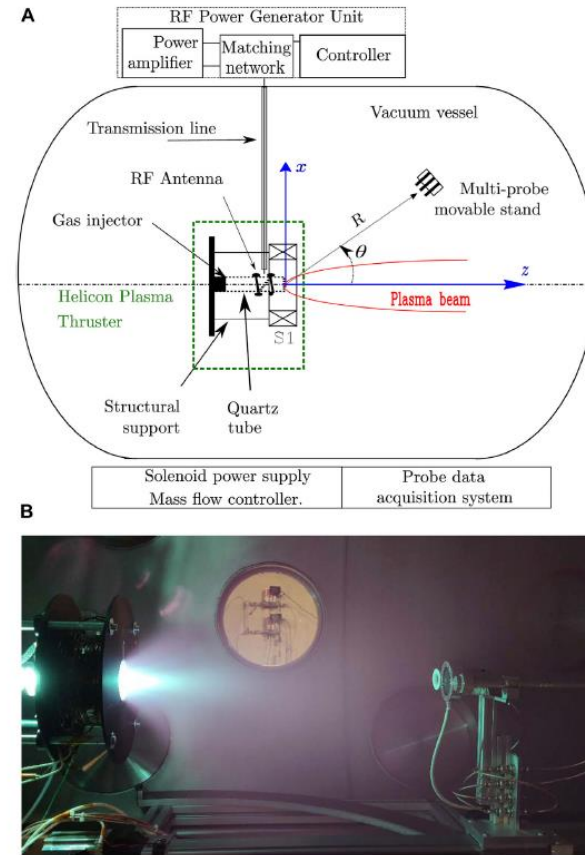 A
RF Power Generator Unit
Power
amplifier
Matching
network
Controller
Transmission line
Vacuum vessel
RF Antenna
x
Gas injector
Multi-probe
movable stand
R
θ
z
Helicon Plasma
Thruster
Plasma beam
S1
Structural
support
Quartz
tube
Solenoid power supply
Mass flow controller.
Probe data
acquisition system
B